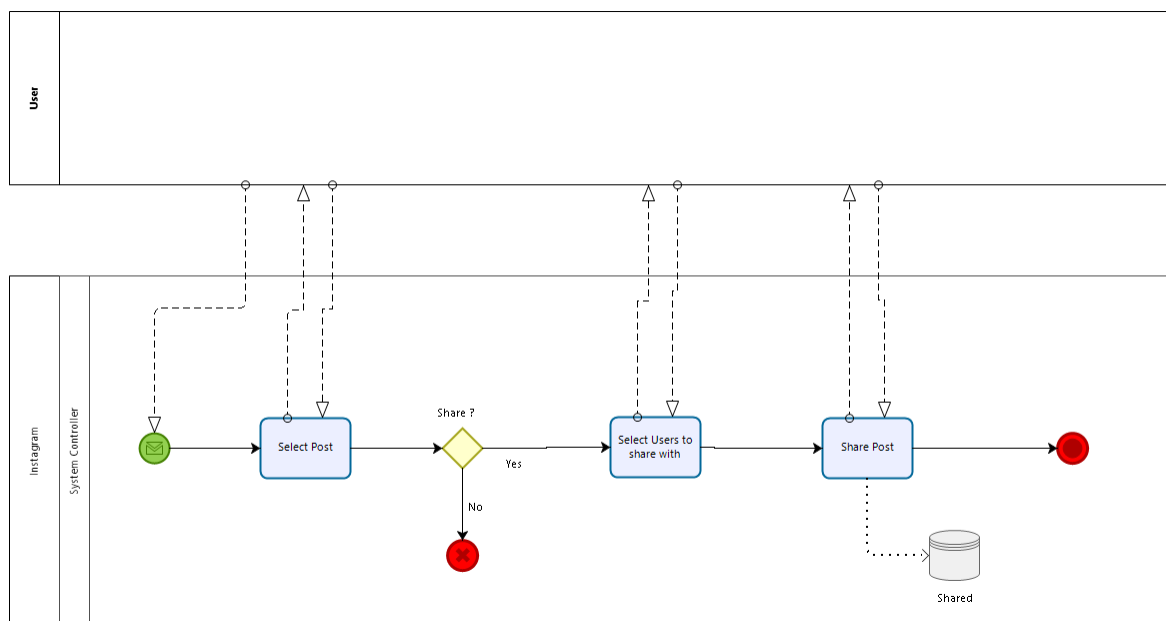 User
Instagram
System Controller
Select Post
Share ?
Yes
No
Select Users to
share with
Share Post
Shared